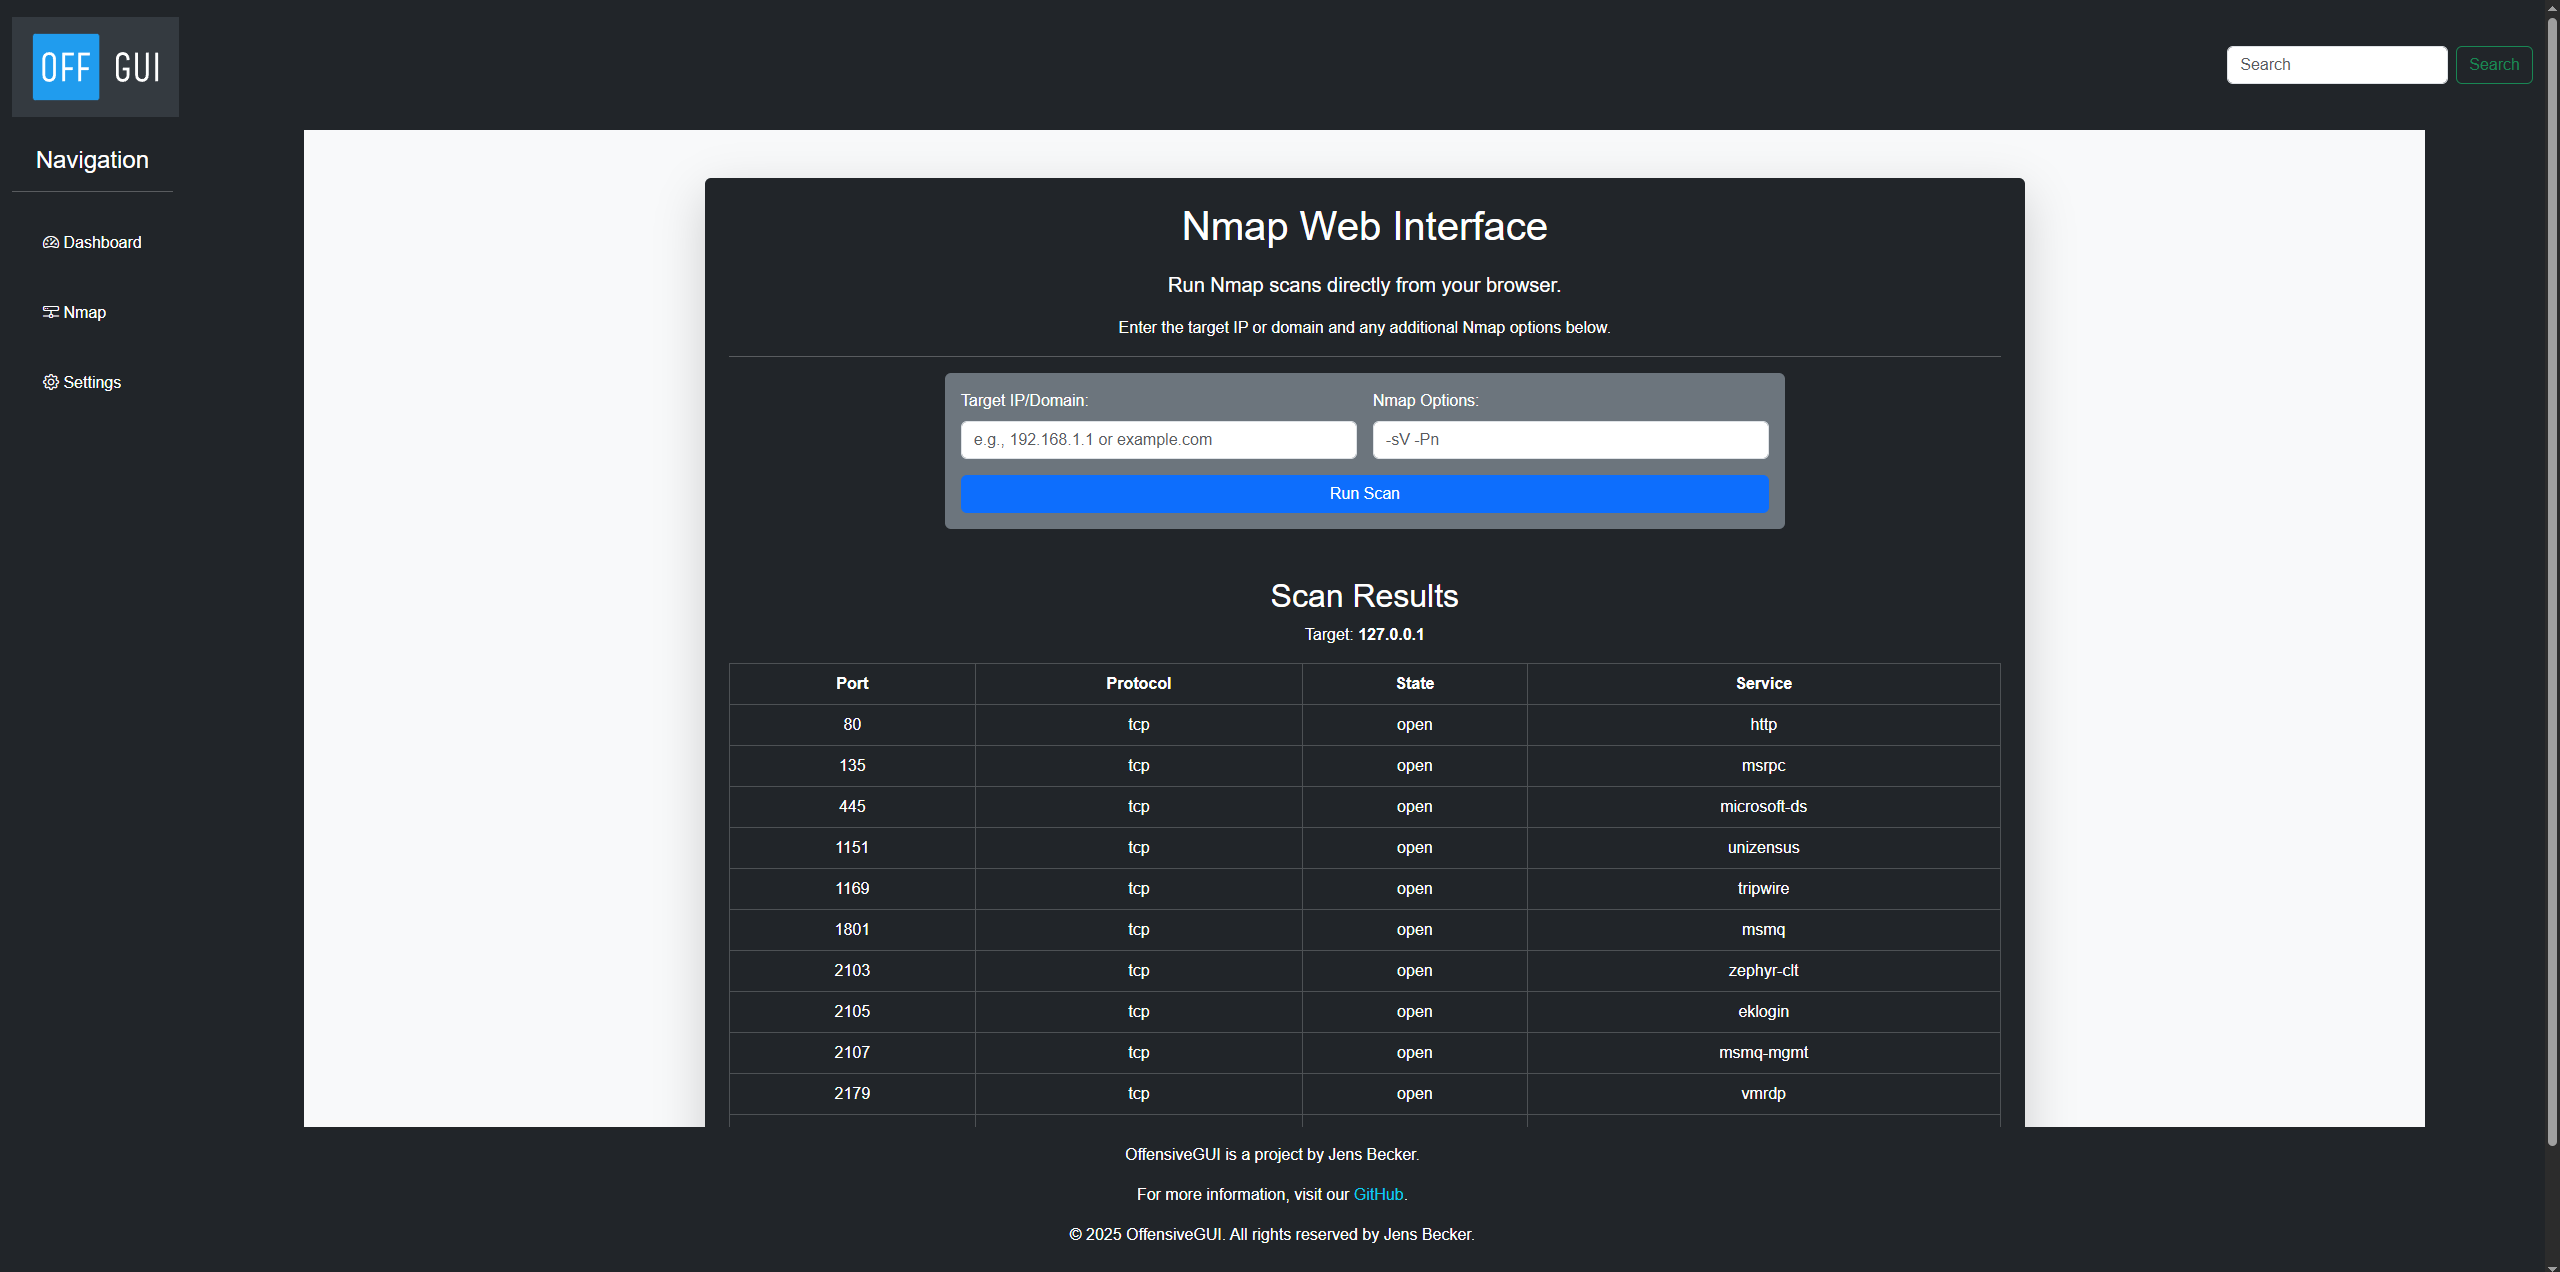 OFF GUI
Search Search
Navigation
Dashboard
Nmap
Settings
Nmap Web Interface
Run Nmap scans directly from your browser.
Enter the target IP or domain and any additional Nmap options below.
Target IP/Domain: Nmap Options:
e.g., 192.168.1.1 or example.com -sV -Pn
Run Scan
Scan Results
Target: 127.0.0.1
Port Protocol State Service
80 tcp open http
135 tcp open msrpc
445 tcp open microsoft-ds
1151 tcp open unizensus
1169 tcp open tripwire
1801 tcp open msmq
2103 tcp open zephyr-clt
2105 tcp open eklogin
2107 tcp open msmq-mgmt
2179 tcp open vmrdp
OffensiveGUI is a project by Jens Becker.
For more information, visit our GitHub.
© 2025 OffensiveGUI. All rights reserved by Jens Becker.